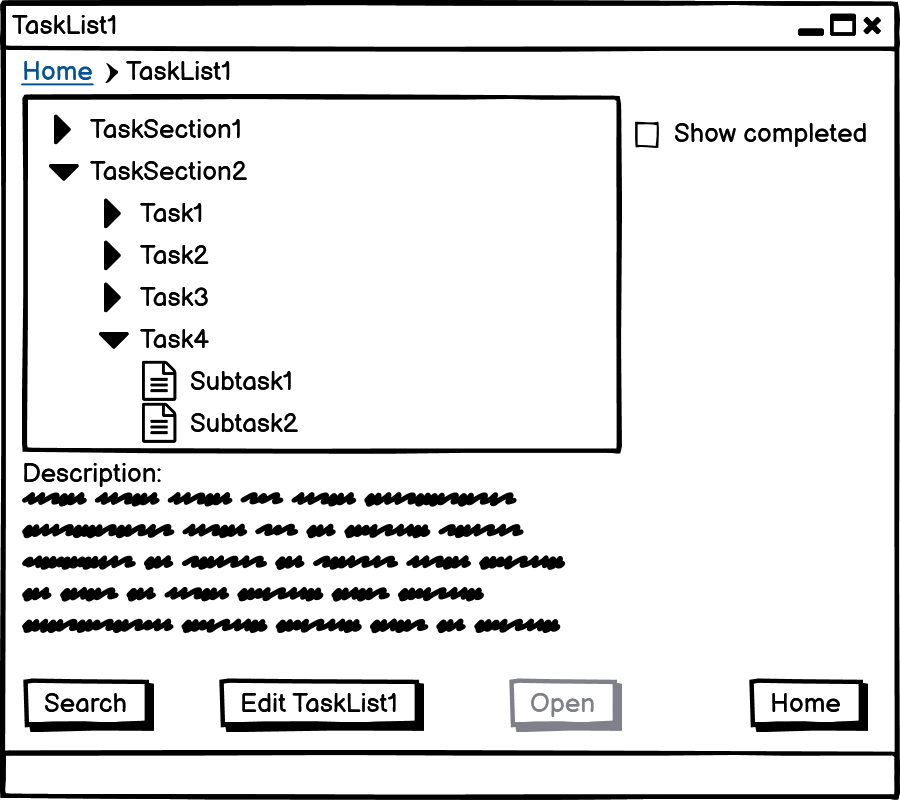 TaskList1
Home > TaskList1
TaskSection1
Show completed
TaskSection2
Task1
Task2
Task3
Task4
Subtask1
Subtask2
Description:
Search
Edit TaskList1
Open
Home